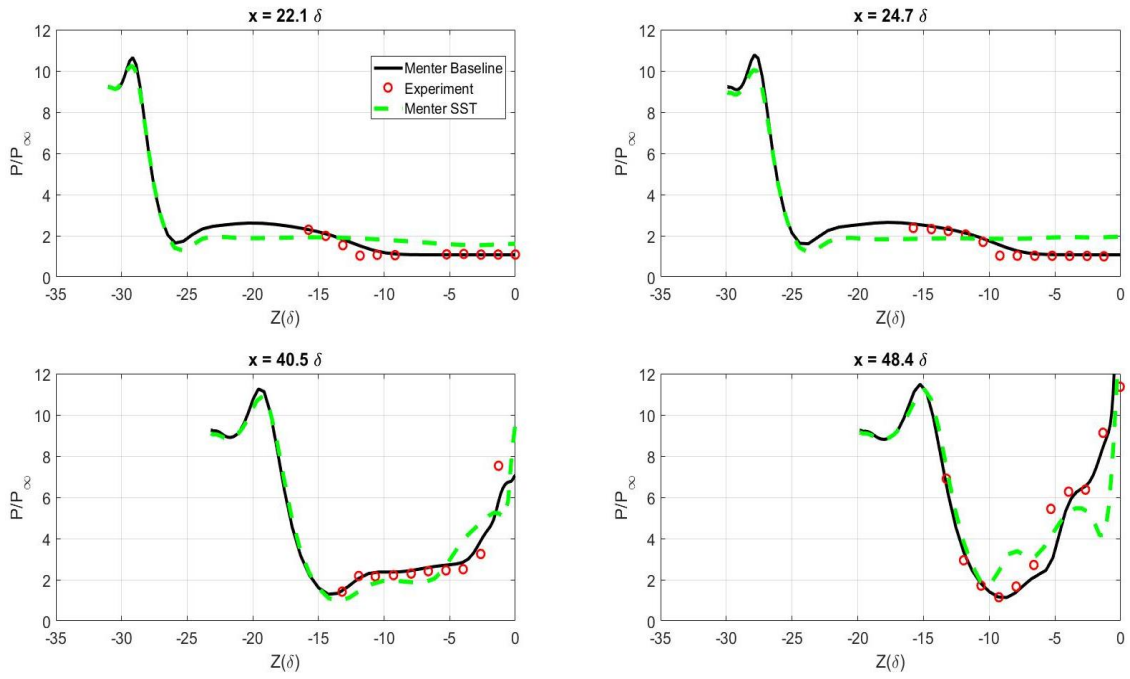 x = 22.1 δ
12
10
8
6
4
2
0
P/P∞
-35 -30 -25 -20 -15 -10 -5 0
Z(δ)
Menter Baseline
Experiment
Menter SST
x = 24.7 δ
12
10
8
6
4
2
0
P/P∞
-35 -30 -25 -20 -15 -10 -5 0
Z(δ)
x = 40.5 δ
12
10
8
6
4
2
0
P/P∞
-35 -30 -25 -20 -15 -10 -5 0
Z(δ)
x = 48.4 δ
12
10
8
6
4
2
0
P/P∞
-35 -30 -25 -20 -15 -10 -5 0
Z(δ)